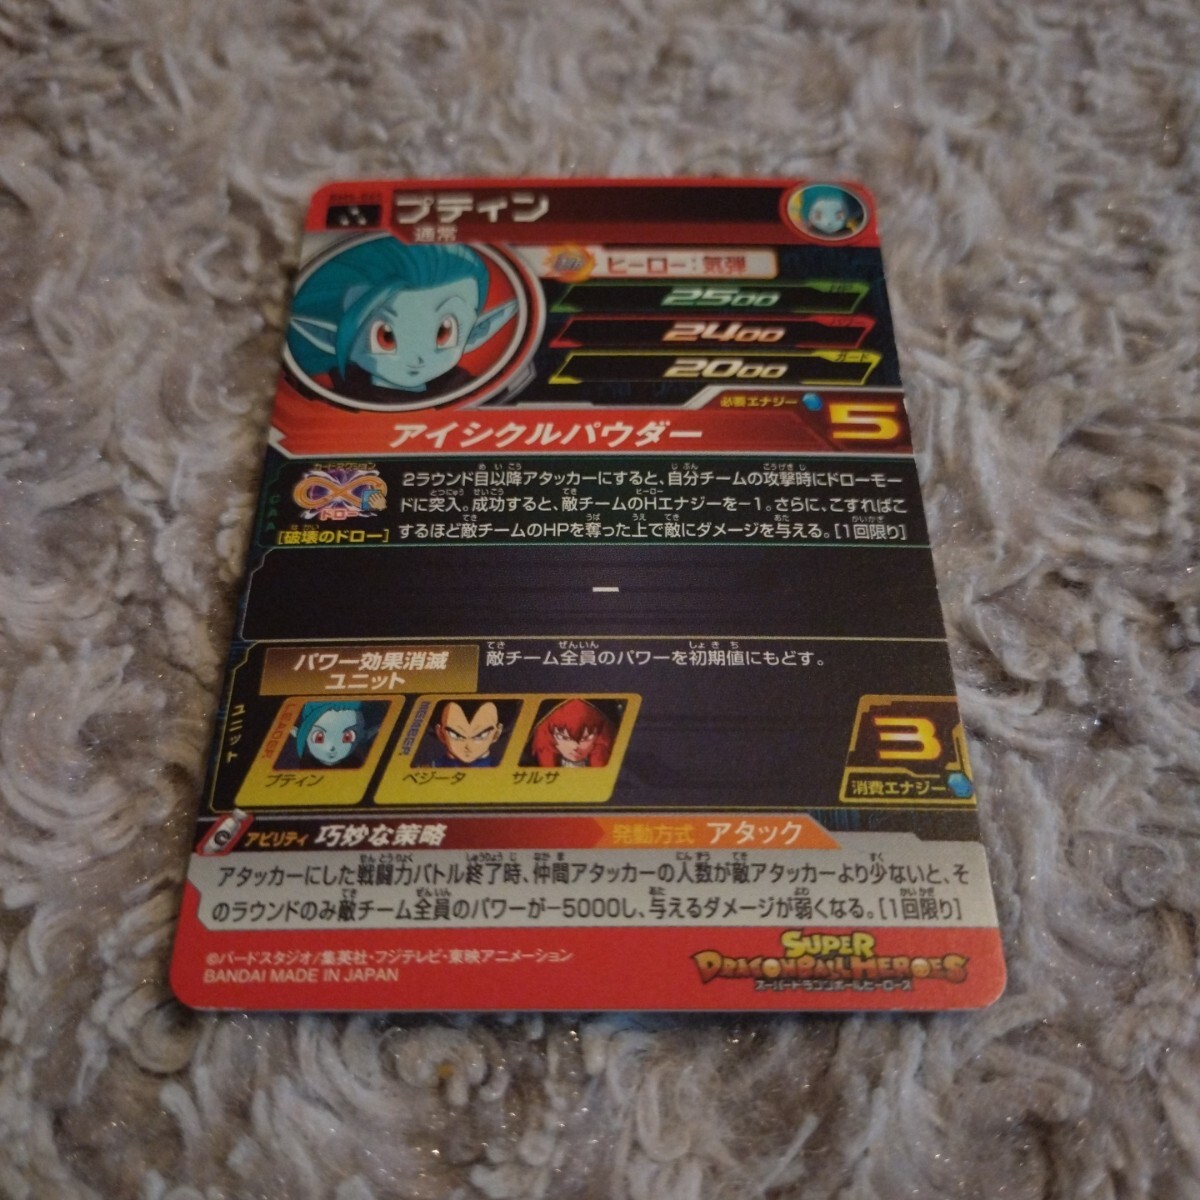 プティン
通常
ヒーロー：気弾
2500
パワー
2400
ガード
2000
必要エナジー
5
アイシクルパウダー
カードアクション
ドロー
[破壊のドロー]
2ラウンド目以降アタッカーにすると、自分チームの攻撃時にドローモー
ドに突入。成功すると、敵チームのHエナジーを-1。さらに、こすればこ
するほど敵チームのHPを奪った上で敵にダメージを与える。[1回限り]
CAA
ー
パワー効果消滅
ユニット
敵チーム全員のパワーを初期値にもどす。
ユニット
LEADER
プティン
MEMBER
ベジータ
サルサ
3
消費エナジー
アビリティ 巧妙な策略
発動方式 アタック
アタッカーにした戦闘力バトル終了時、仲間アタッカーの人数が敵アタッカーより少ないと、そ
のラウンドのみ敵チーム全員のパワーが-5000し、与えるダメージが弱くなる。[1回限り]
©バードスタジオ/集英社・フジテレビ・東映アニメーション
BANDAI MADE IN JAPAN
SUPER
DRAGONBALL HEROES
スーパードラゴンボールヒーローズ